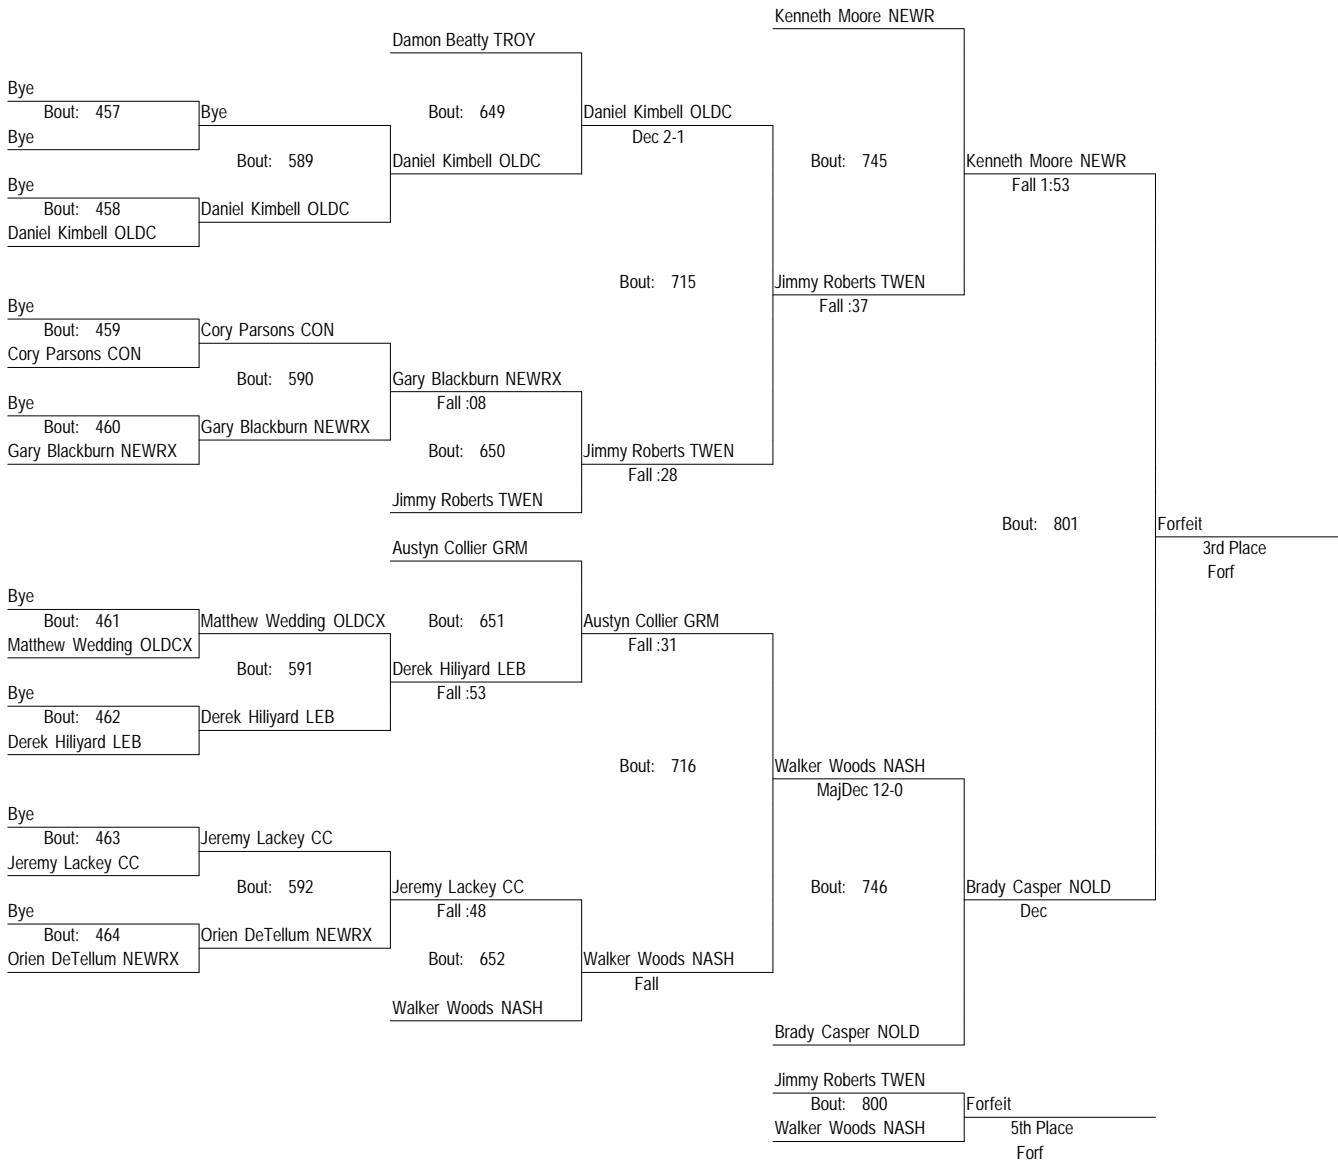 Kenneth Moore NEWR
Damon Beatty TROY
Bye
Bout: 457
Bye
Bout: 649
Daniel Kimbell OLDC
Bye
Dec 2-1
Bout: 589
Daniel Kimbell OLDC
Bout: 745
Kenneth Moore NEWR
Bye
Fall 1:53
Bout: 458
Daniel Kimbell OLDC
Daniel Kimbell OLDC
Bout: 715
Jimmy Roberts TWEN
Bye
Fall :37
Bout: 459
Cory Parsons CON
Cory Parsons CON
Bout: 590
Gary Blackburn NEWRX
Bye
Fall :08
Bout: 460
Gary Blackburn NEWRX
Gary Blackburn NEWRX
Bout: 650
Jimmy Roberts TWEN
Fall :28
Jimmy Roberts TWEN
Bout: 801
Forfeit
3rd Place
Forf
Austyn Collier GRM
Bye
Bout: 461
Matthew Wedding OLDCX
Bout: 651
Austyn Collier GRM
Matthew Wedding OLDCX
Fall :31
Bout: 591
Derek Hiliyard LEB
Bye
Fall :53
Bout: 462
Derek Hiliyard LEB
Derek Hiliyard LEB
Bout: 716
Walker Woods NASH
MajDec 12-0
Bye
Bout: 463
Jeremy Lackey CC
Jeremy Lackey CC
Bout: 592
Jeremy Lackey CC
Bout: 746
Brady Casper NOLD
Bye
Fall :48
Dec
Bout: 464
Orien DeTellum NEWRX
Orien DeTellum NEWRX
Bout: 652
Walker Woods NASH
Fall
Walker Woods NASH
Brady Casper NOLD
Jimmy Roberts TWEN
Bout: 800
Forfeit
Walker Woods NASH
5th Place
Forf